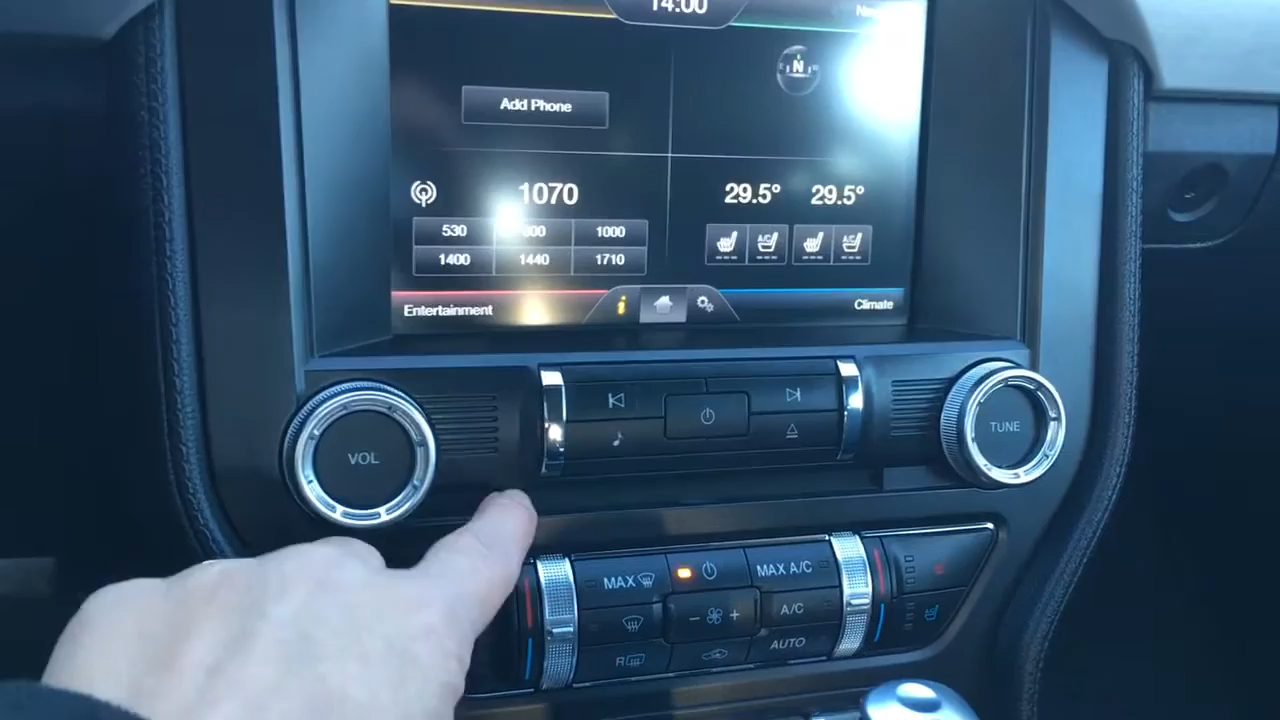 14:00
N
Add Phone
1070
29.5° 29.5°
530
1000
1400 1440 1710
A/C A/C
Entertainment
i
Climate
VOL
TUNE
MAX
MAX A/C
- +
A/C
R
AUTO